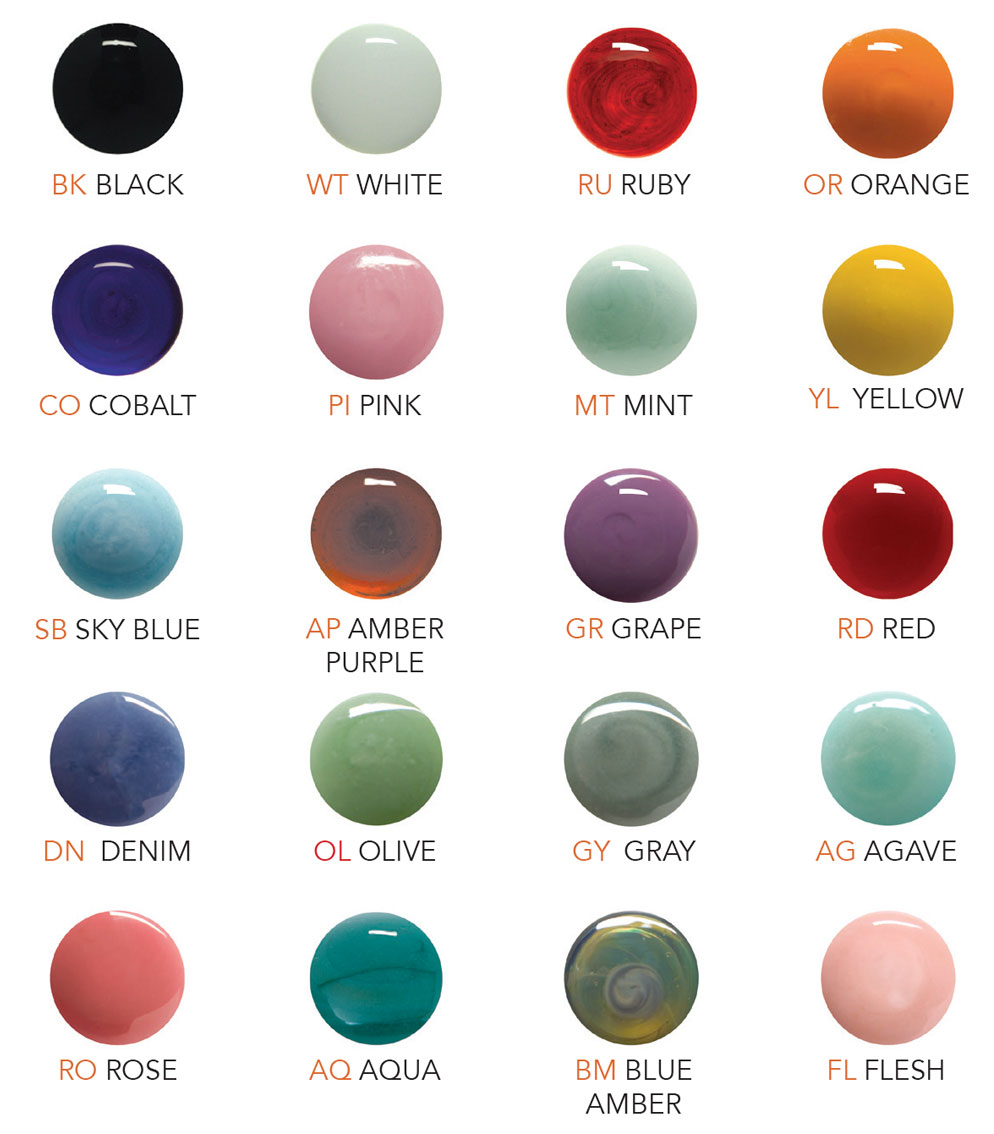 BK BLACK
WT WHITE
RU RUBY
OR ORANGE
CO COBALT
PI PINK
MT MINT
YL YELLOW
SB SKY BLUE
AP AMBER
PURPLE
GR GRAPE
RD RED
DN DENIM
OL OLIVE
GY GRAY
AG AGAVE
RO ROSE
AQ AQUA
BM BLUE
AMBER
FL FLESH